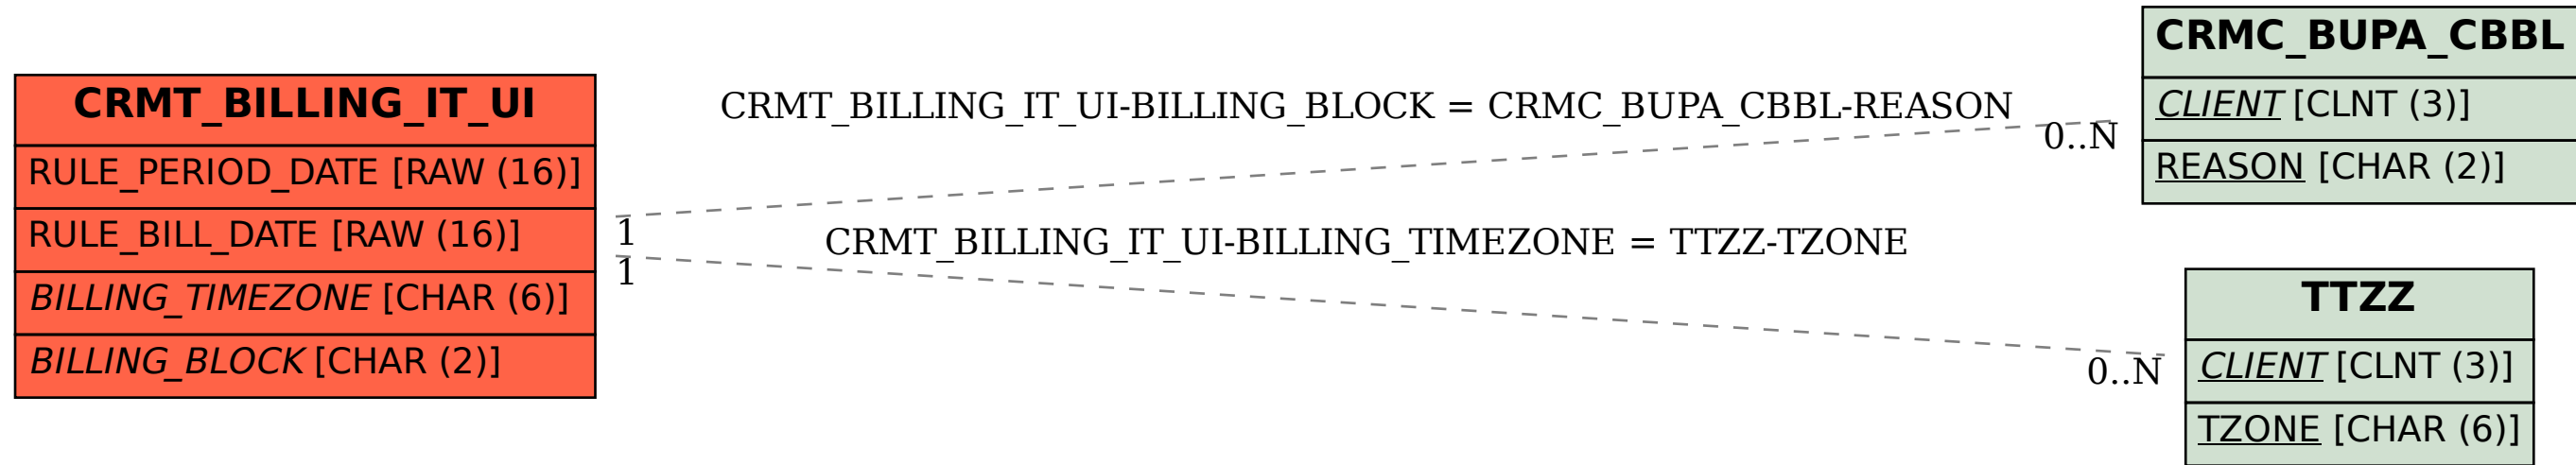 CRMT_BILLING_IT_UI
RULE_PERIOD_DATE [RAW (16)]
RULE_BILL_DATE [RAW (16)]
BILLING_TIMEZONE [CHAR (6)]
BILLING_BLOCK [CHAR (2)]
CRMT_BILLING_IT_UI-BILLING_BLOCK = CRMC_BUPA_CBBL-REASON
1
0..N
CRMT_BILLING_IT_UI-BILLING_TIMEZONE = TTZZ-TZONE
1
0..N
CRMC_BUPA_CBBL
CLIENT [CLNT (3)]
REASON [CHAR (2)]
TTZZ
CLIENT [CLNT (3)]
TZONE [CHAR (6)]